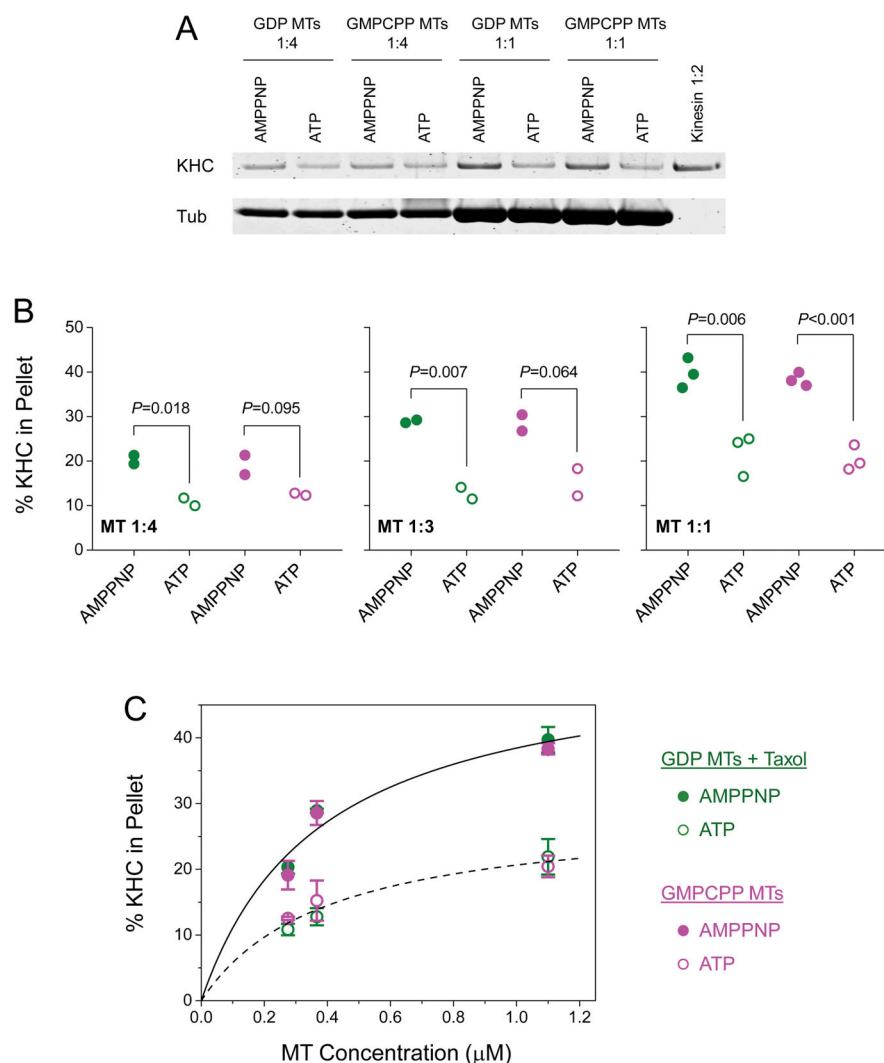 A
GDP MTs GMPCPP MTs GDP MTs GMPCPP MTs
1:4 1:4 1:1 1:1
AMPPNP ATP AMPPNP ATP AMPPNP ATP AMPPNP ATP Kinesin 1:2
KHC
Tub
B
% KHC in Pellet
50
40
30
20
10
0
P=0.018 P=0.095
MT 1:4
AMPPNP ATP AMPPNP ATP
P=0.007 P=0.064
MT 1:3
AMPPNP ATP AMPPNP ATP
P=0.006 P<0.001
MT 1:1
AMPPNP ATP AMPPNP ATP
C
% KHC in Pellet
40
30
20
10
0
0.0 0.2 0.4 0.6 0.8 1.0 1.2
MT Concentration (μM)
GDP MTs + Taxol
AMPPNP
ATP
GMPCPP MTs
AMPPNP
ATP